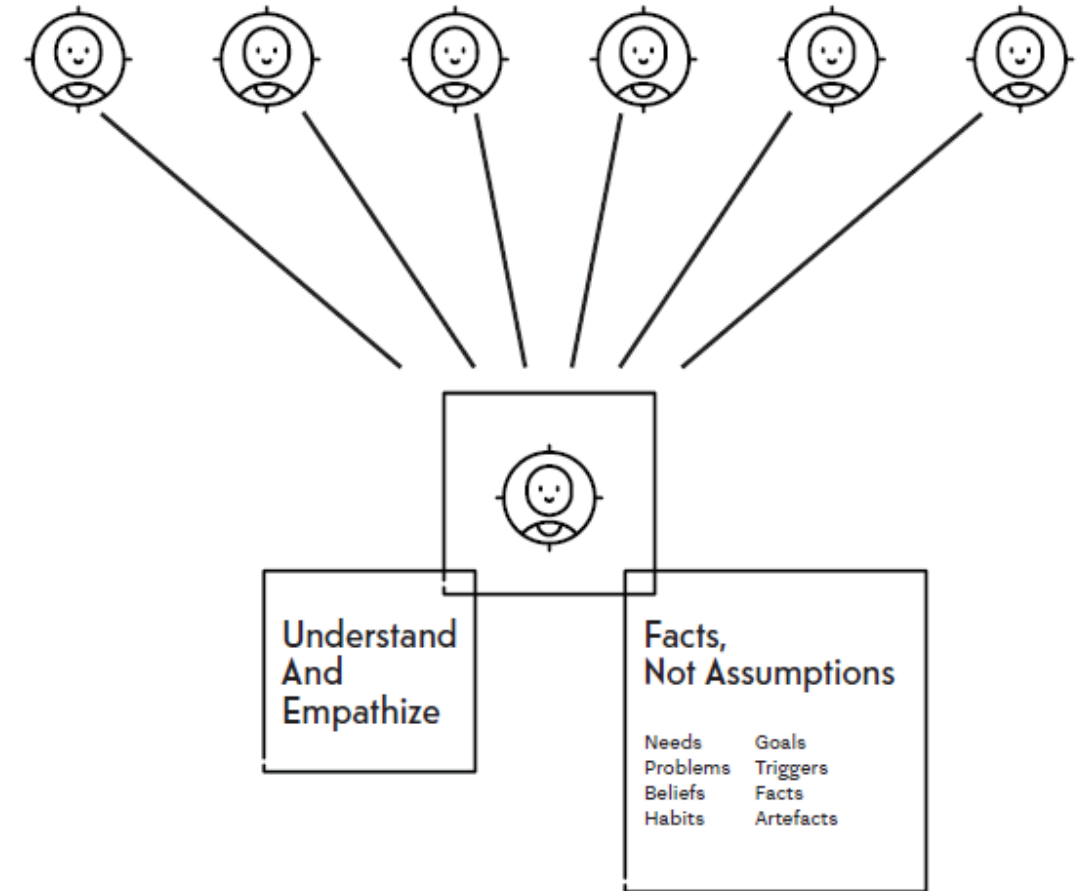 Understand
And
Empathize
Facts,
Not Assumptions
Needs Goals
Problems Triggers
Beliefs Facts
Habits Artefacts